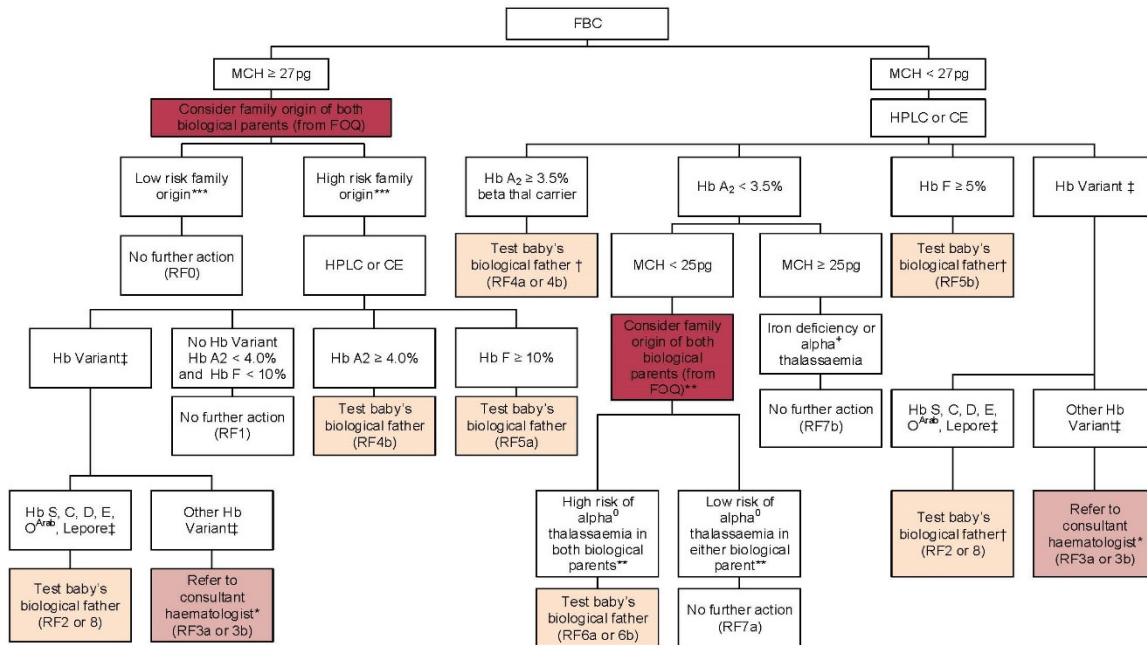 FBC
MCH ≥ 27pg
MCH < 27pg
Consider family origin of both
biological parents (from FOQ)
HPLC or CE
Low risk family
origin***
High risk family
origin***
Hb A₂ ≥ 3.5%
beta thal carrier
Hb A₂ < 3.5%
Hb F ≥ 5%
Hb Variant ‡
No further action
(RF0)
HPLC or CE
Test baby's
biological father †
(RF4a or 4b)
MCH < 25pg
MCH ≥ 25pg
Test baby's
biological father†
(RF5b)
Hb Variant‡
No Hb Variant
Hb A2 < 4.0%
and Hb F < 10%
Hb A2 ≥ 4.0%
Hb F ≥ 10%
Consider family
origin of both
biological
parents (from
FOQ)**
Iron deficiency or
alpha⁺
thalassaemia
No further action
(RF1)
Test baby's
biological father
(RF4b)
Test baby's
biological father
(RF5a)
No further action
(RF7b)
Hb S, C, D, E,
Oᴬʳᵃᵇ, Lepore‡
Other Hb
Variant‡
Hb S, C, D, E,
Oᴬʳᵃᵇ, Lepore‡
Other Hb
Variant‡
High risk of
alpha⁰
thalassaemia in
both biological
parents**
Low risk of
alpha⁰
thalassaemia in
either biological
parent**
Test baby's
biological father†
(RF2 or 8)
Refer to
consultant
haematologist*
(RF3a or 3b)
Test baby's
biological father
(RF2 or 8)
Refer to
consultant
haematologist*
(RF3a or 3b)
Test baby's
biological father
(RF6a or 6b)
No further action
(RF7a)